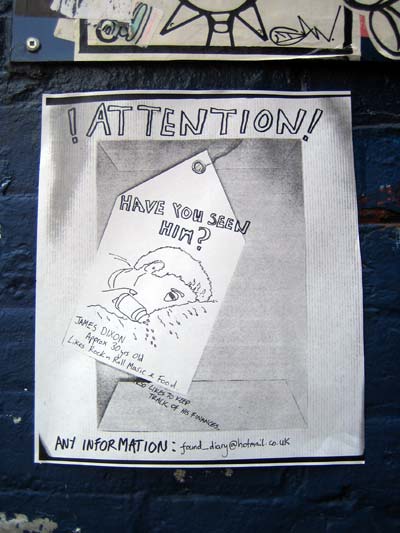 ! ATTENTION!
HAVE YOU SEEN
HIM?
JAMES DIXON
Approx 30 yrs old
Likes Rock n Roll Music & Food
ALSO LIKES TO KEEP
TRACK OF HIS FINANCES.
ANY INFORMATION: found_diary@hotmail.co.uk